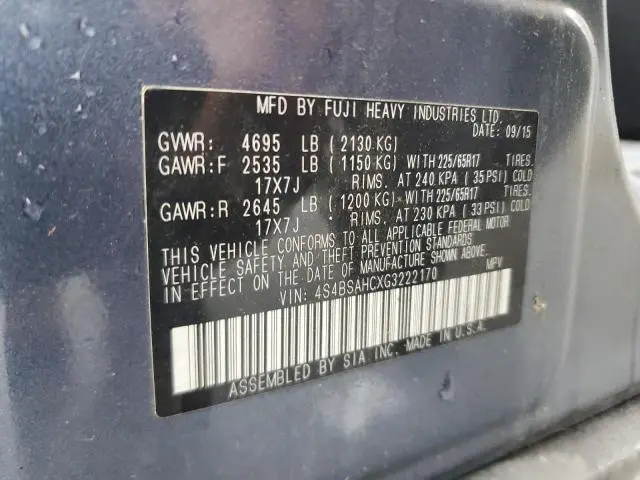 MFD BY FUJI HEAVY INDUSTRIES LTD.
DATE: 09/15
GVWR: 4695 LB (2130 KG)
GAWR:F 2535 LB (1150 KG) WITH 225/65R17 TIRES.
17X7J RIMS. AT 240 KPA (35 PSI) COLD
GAWR:R 2645 LB (1200 KG) WITH 225/65R17 TIRES.
17X7J RIMS. AT 230 KPA (33 PSI) COLD
THIS VEHICLE CONFORMS TO ALL APPLICABLE FEDERAL MOTOR
VEHICLE SAFETY AND THEFT PREVENTION STANDARDS
IN EFFECT ON THE DATE OF MANUFACTURE SHOWN ABOVE.
VIN: 4S4BSAHCXG3222170 MPV
ASSEMBLED BY SIA INC. MADE IN U.S.A.